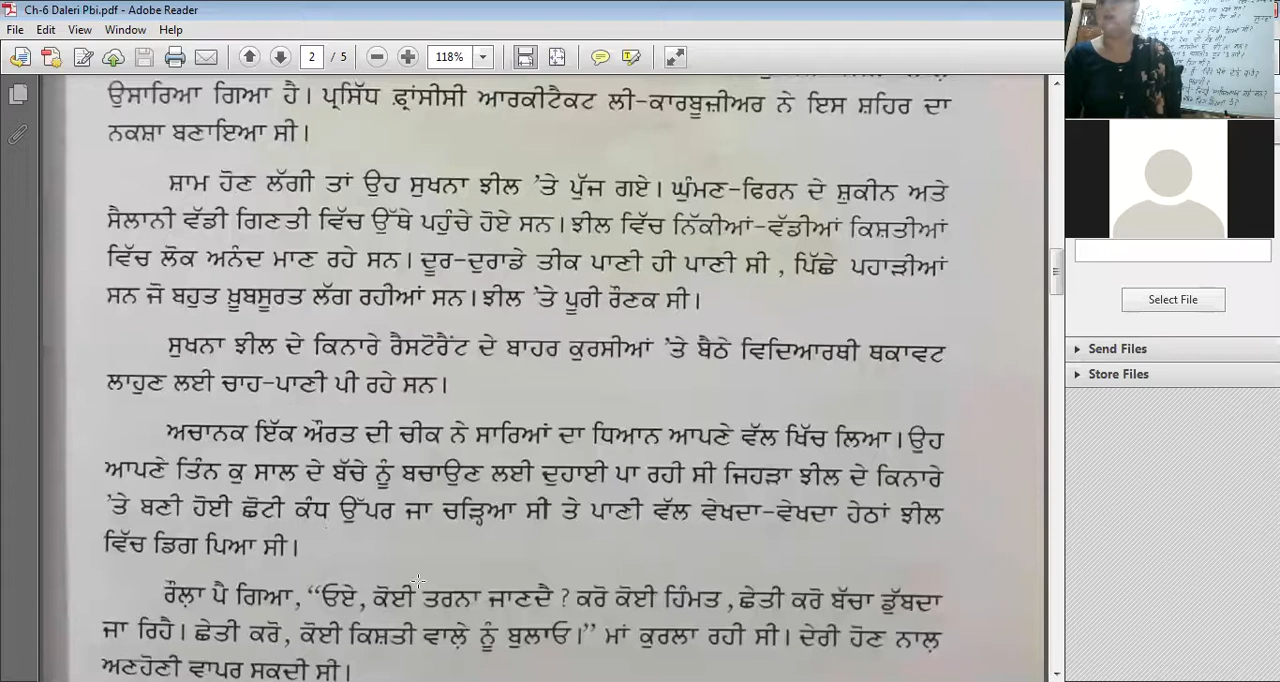 Ch-6 Daleri Pbi.pdf - Adobe Reader
File Edit View Window Help
2 / 5 118%
ਉਸਾਰਿਆ ਗਿਆ ਹੈ। ਪ੍ਰਸਿੱਧ ਫ਼੍ਰਾਂਸੀਸੀ ਆਰਕੀਟੈਕਟ ਲੀ-ਕਾਰਬੂਜ਼ੀਅਰ ਨੇ ਇਸ ਸ਼ਹਿਰ ਦਾ
ਨਕਸ਼ਾ ਬਣਾਇਆ ਸੀ।
ਸ਼ਾਮ ਹੋਣ ਲੱਗੀ ਤਾਂ ਉਹ ਸੁਖਨਾ ਝੀਲ 'ਤੇ ਪੁੱਜ ਗਏ। ਘੁੰਮਣ-ਫਿਰਨ ਦੇ ਸ਼ੁਕੀਨ ਅਤੇ
ਸੈਲਾਨੀ ਵੱਡੀ ਗਿਣਤੀ ਵਿੱਚ ਉੱਥੇ ਪਹੁੰਚੇ ਹੋਏ ਸਨ। ਝੀਲ ਵਿੱਚ ਨਿੱਕੀਆਂ-ਵੱਡੀਆਂ ਕਿਸ਼ਤੀਆਂ
ਵਿੱਚ ਲੋਕ ਅਨੰਦ ਮਾਣ ਰਹੇ ਸਨ। ਦੂਰ-ਦੁਰਾਡੇ ਤੀਕ ਪਾਣੀ ਹੀ ਪਾਣੀ ਸੀ, ਪਿੱਛੇ ਪਹਾੜੀਆਂ
ਸਨ ਜੋ ਬਹੁਤ ਖ਼ੂਬਸੂਰਤ ਲੱਗ ਰਹੀਆਂ ਸਨ। ਝੀਲ 'ਤੇ ਪੂਰੀ ਰੌਣਕ ਸੀ।
ਸੁਖਨਾ ਝੀਲ ਦੇ ਕਿਨਾਰੇ ਰੈਸਟੋਰੈਂਟ ਦੇ ਬਾਹਰ ਕੁਰਸੀਆਂ 'ਤੇ ਬੈਠੇ ਵਿਦਿਆਰਥੀ ਥਕਾਵਟ
ਲਾਹੁਣ ਲਈ ਚਾਹ-ਪਾਣੀ ਪੀ ਰਹੇ ਸਨ।
ਅਚਾਨਕ ਇੱਕ ਔਰਤ ਦੀ ਚੀਕ ਨੇ ਸਾਰਿਆਂ ਦਾ ਧਿਆਨ ਆਪਣੇ ਵੱਲ ਖਿੱਚ ਲਿਆ। ਉਹ
ਆਪਣੇ ਤਿੰਨ ਕੁ ਸਾਲ ਦੇ ਬੱਚੇ ਨੂੰ ਬਚਾਉਣ ਲਈ ਦੁਹਾਈ ਪਾ ਰਹੀ ਸੀ ਜਿਹੜਾ ਝੀਲ ਦੇ ਕਿਨਾਰੇ
'ਤੇ ਬਣੀ ਹੋਈ ਛੋਟੀ ਕੰਧ ਉੱਪਰ ਜਾ ਚੜ੍ਹਿਆ ਸੀ ਤੇ ਪਾਣੀ ਵੱਲ ਵੇਖਦਾ-ਵੇਖਦਾ ਹੇਠਾਂ ਝੀਲ
ਵਿੱਚ ਡਿਗ ਪਿਆ ਸੀ।
ਰੌਲਾ ਪੈ ਗਿਆ, “ਓਏ, ਕੋਈ ਤਰਨਾ ਜਾਣਦੈ? ਕਰੋ ਕੋਈ ਹਿੰਮਤ, ਛੇਤੀ ਕਰੋ ਬੱਚਾ ਡੁੱਬਦਾ
ਜਾ ਰਿਹੈ। ਛੇਤੀ ਕਰੋ, ਕੋਈ ਕਿਸ਼ਤੀ ਵਾਲ਼ੇ ਨੂੰ ਬੁਲਾਓ।” ਮਾਂ ਕੁਰਲਾ ਰਹੀ ਸੀ। ਦੇਰੀ ਹੋਣ ਨਾਲ਼
ਅਣਹੋਣੀ ਵਾਪਰ ਸਕਦੀ ਸੀ।
Select File
Send Files
Store Files